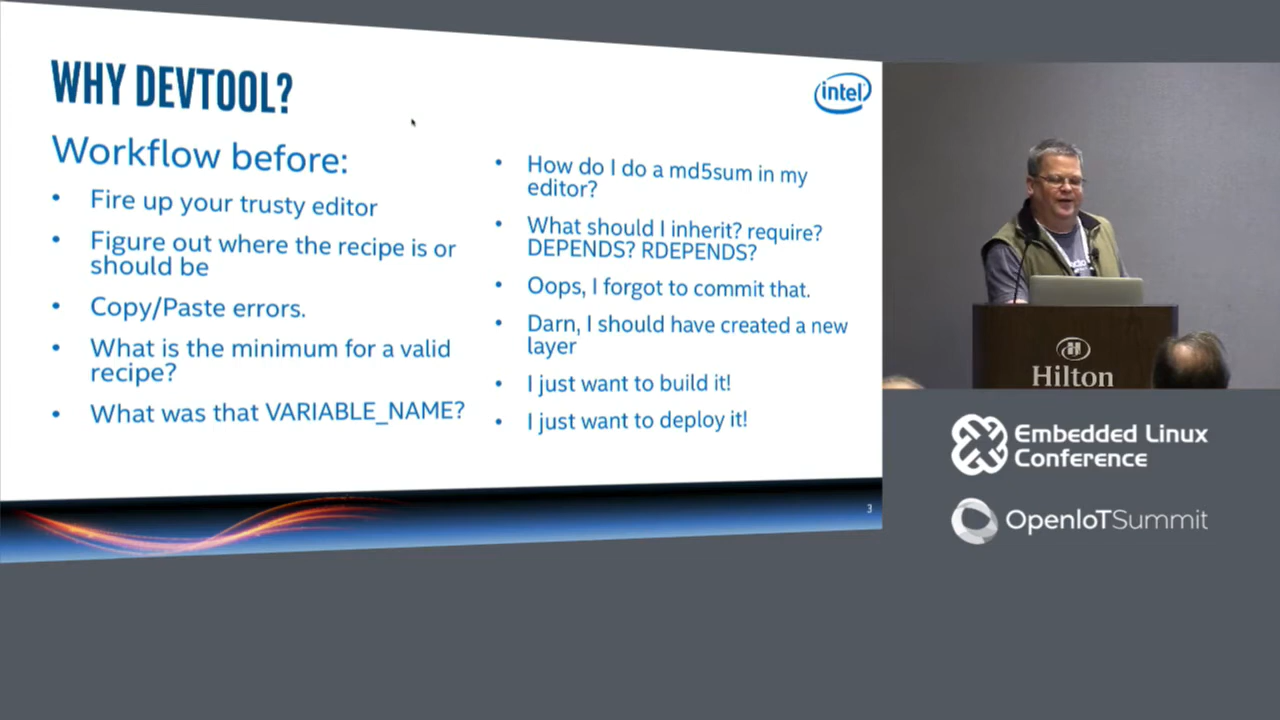 WHY DEVTOOL?
intel
Workflow before:
• Fire up your trusty editor
• Figure out where the recipe is or
should be
• Copy/Paste errors.
• What is the minimum for a valid
recipe?
• What was that VARIABLE_NAME?
• How do I do a md5sum in my
editor?
• What should I inherit? require?
DEPENDS? RDEPENDS?
• Oops, I forgot to commit that.
• Darn, I should have created a new
layer
• I just want to build it!
• I just want to deploy it!
3
Hilton
Embedded Linux
Conference
OpenIoTSummit